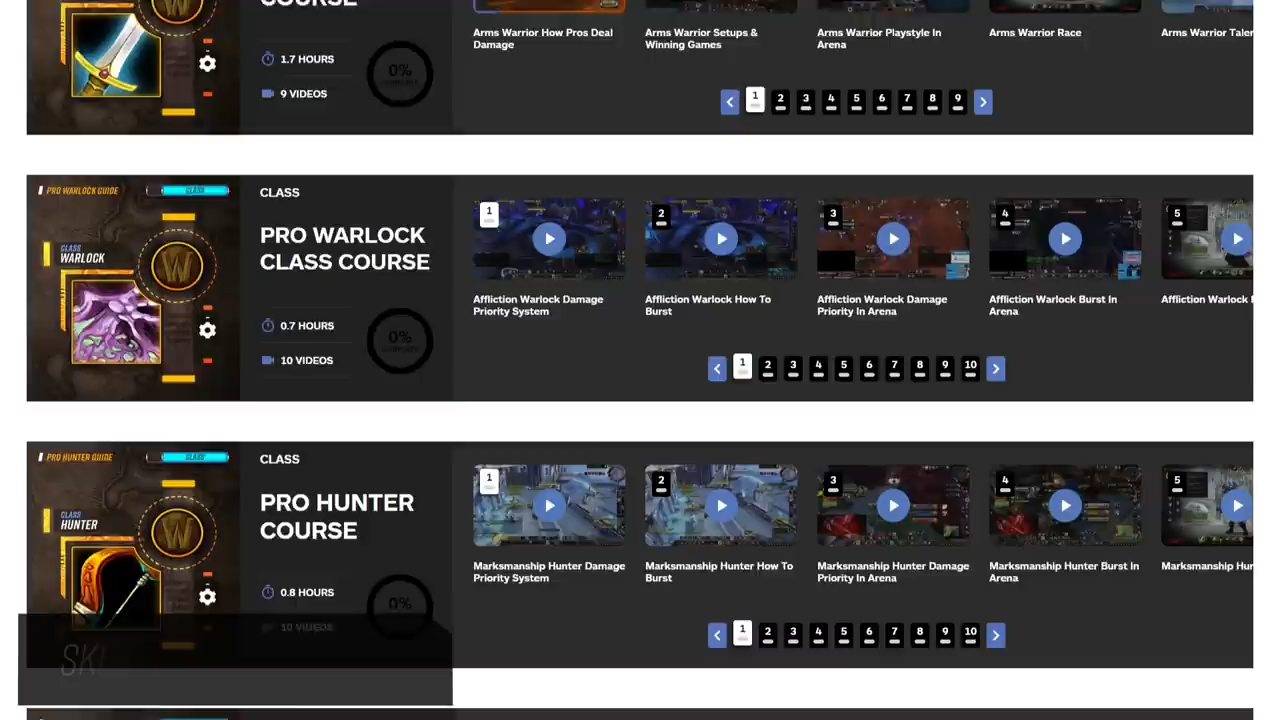 COURSE
1.7 HOURS
9 VIDEOS
0%
Arms Warrior How Pros Deal
Damage
Arms Warrior Setups &
Winning Games
Arms Warrior Playstyle In
Arena
Arms Warrior Race
Arms Warrior Talen
1 2 3 4 5 6 7 8 9
PRO WARLOCK GUIDE
CLASS
CLASS
WARLOCK
W
CLASS
PRO WARLOCK
CLASS COURSE
0.7 HOURS
10 VIDEOS
0%
1
2
3
4
5
Affliction Warlock Damage
Priority System
Affliction Warlock How To
Burst
Affliction Warlock Damage
Priority In Arena
Affliction Warlock Burst In
Arena
Affliction Warlock
1 2 3 4 5 6 7 8 9 10
PRO HUNTER GUIDE
CLASS
CLASS
HUNTER
W
CLASS
PRO HUNTER
COURSE
0.8 HOURS
10 VIDEOS
0%
1
2
3
4
5
Marksmanship Hunter Damage
Priority System
Marksmanship Hunter How To
Burst
Marksmanship Hunter Damage
Priority In Arena
Marksmanship Hunter Burst In
Arena
Marksmanship Hun
1 2 3 4 5 6 7 8 9 10
SK